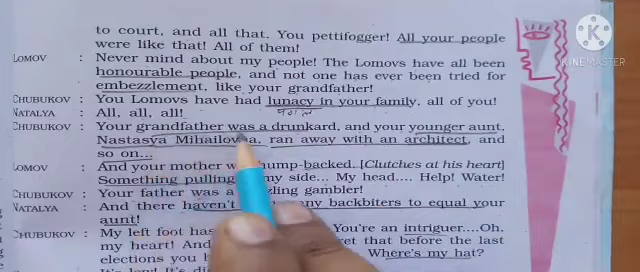 to court, and all that. You pettifogger! All your people
were like that! All of them!
LOMOV : Never mind about my people! The Lomovs have all been
honourable people, and not one has ever been tried for
embezzlement, like your grandfather!
CHUBUKOV : You Lomovs have had lunacy in your family, all of you!
NATALYA : All, all, all!
CHUBUKOV : Your grandfather was a drunkard, and your younger aunt,
Nastasya Mihailovna, ran away with an architect, and
so on...
LOMOV : And your mother hump-backed. [Clutches at his heart]
Something pulling my side... My head.... Help! Water!
CHUBUKOV : Your father was a gambler!
NATALYA : And there haven't any backbiters to equal your
aunt!
CHUBUKOV : My left foot has You're an intriguer....Oh,
my heart! And that before the last
elections you Where's my hat?
It's low! It's
K
KINEMASTER